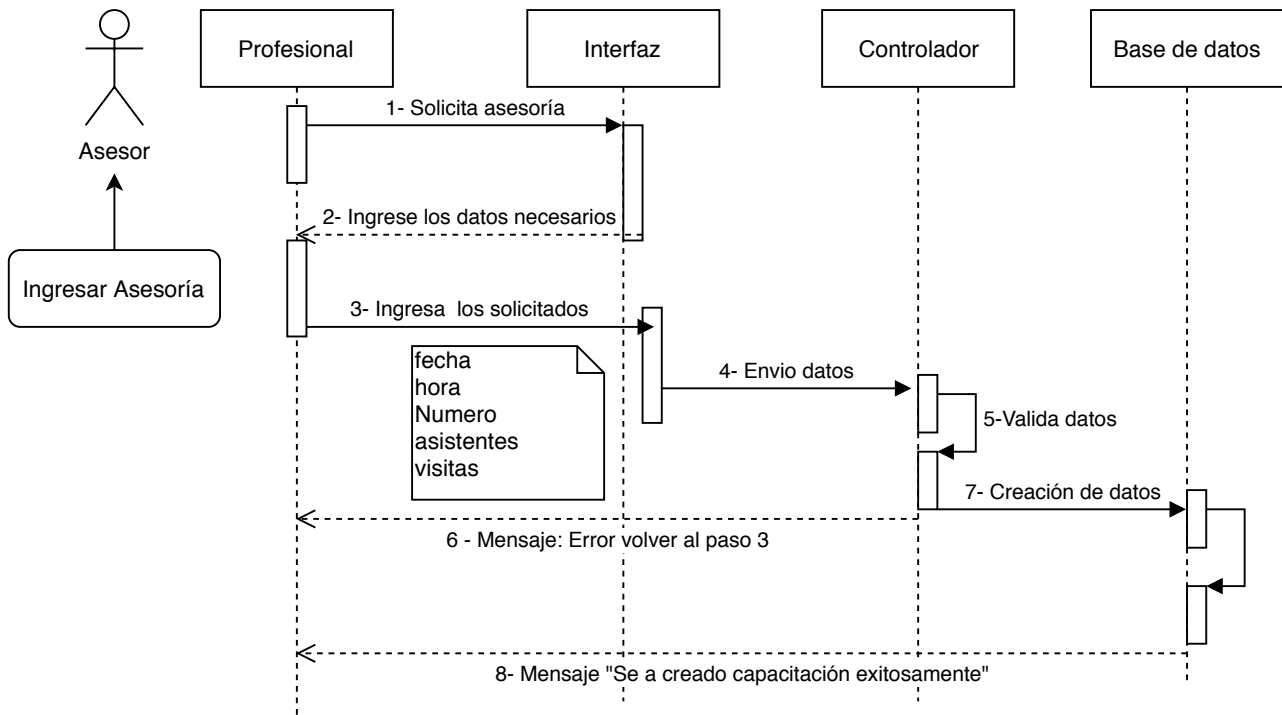 Profesional
Interfaz
Controlador
Base de datos
1- Solicita asesoría
Asesor
2- Ingrese los datos necesarios
Ingresar Asesoría
3- Ingresa  los solicitados
fecha
hora
Numero
asistentes
visitas
4- Envio datos
5-Valida datos
7- Creación de datos
6 - Mensaje: Error volver al paso 3
8- Mensaje "Se a creado capacitación exitosamente"